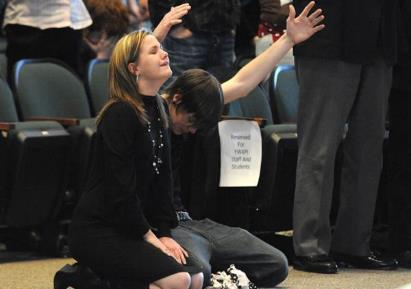 Reserved
For
YWAM
Staff And
Students